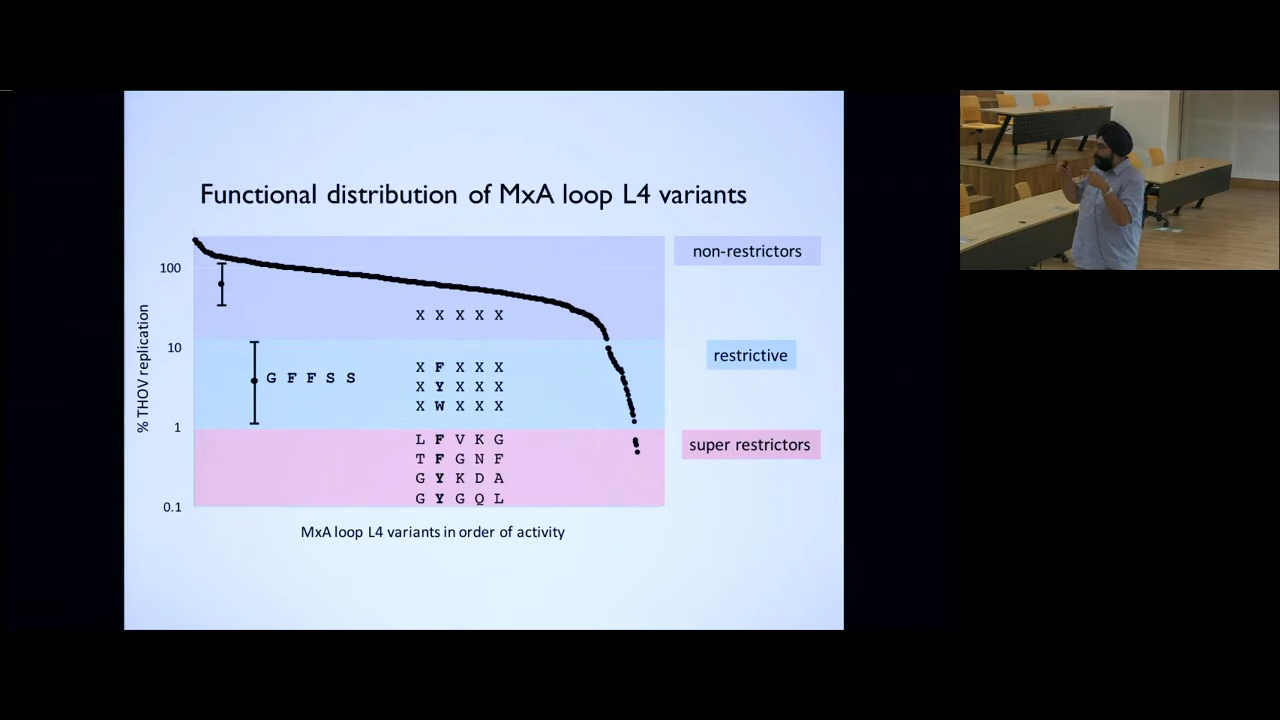 Functional distribution of MxA loop L4 variants
100
10
1
0.1
% THOV replication
X X X X X
G F F S S
X F X X X
X Y X X X
X W X X X
L F V K G
T F G N F
G Y K D A
G Y G Q L
non-restrictors
restrictive
super restrictors
MxA loop L4 variants in order of activity